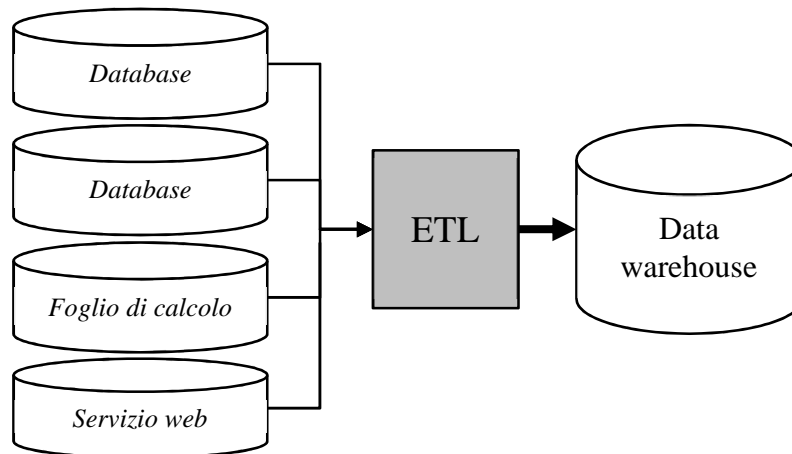 Database
Database
Foglio di calcolo
Servizio web
ETL
Data
warehouse